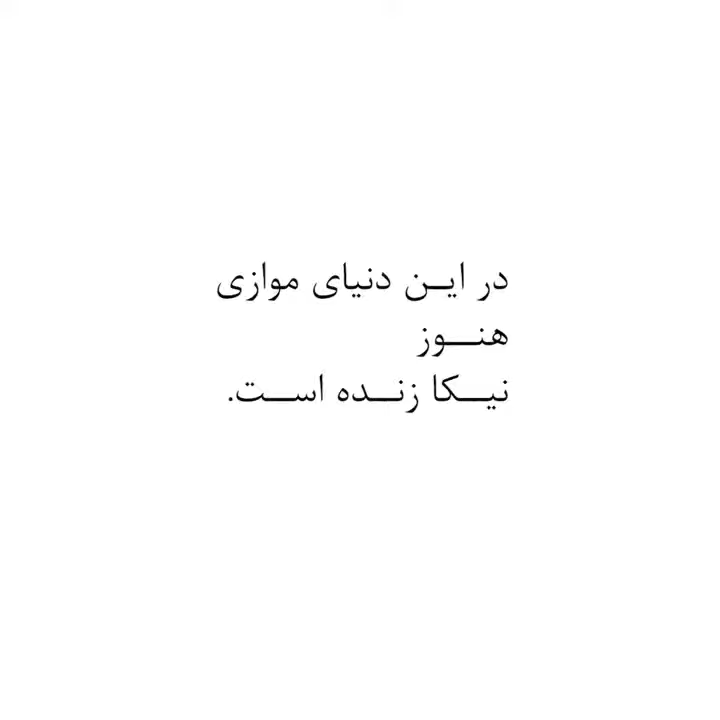 در این دنیای موازی
هنوز
نیکا زنده است.